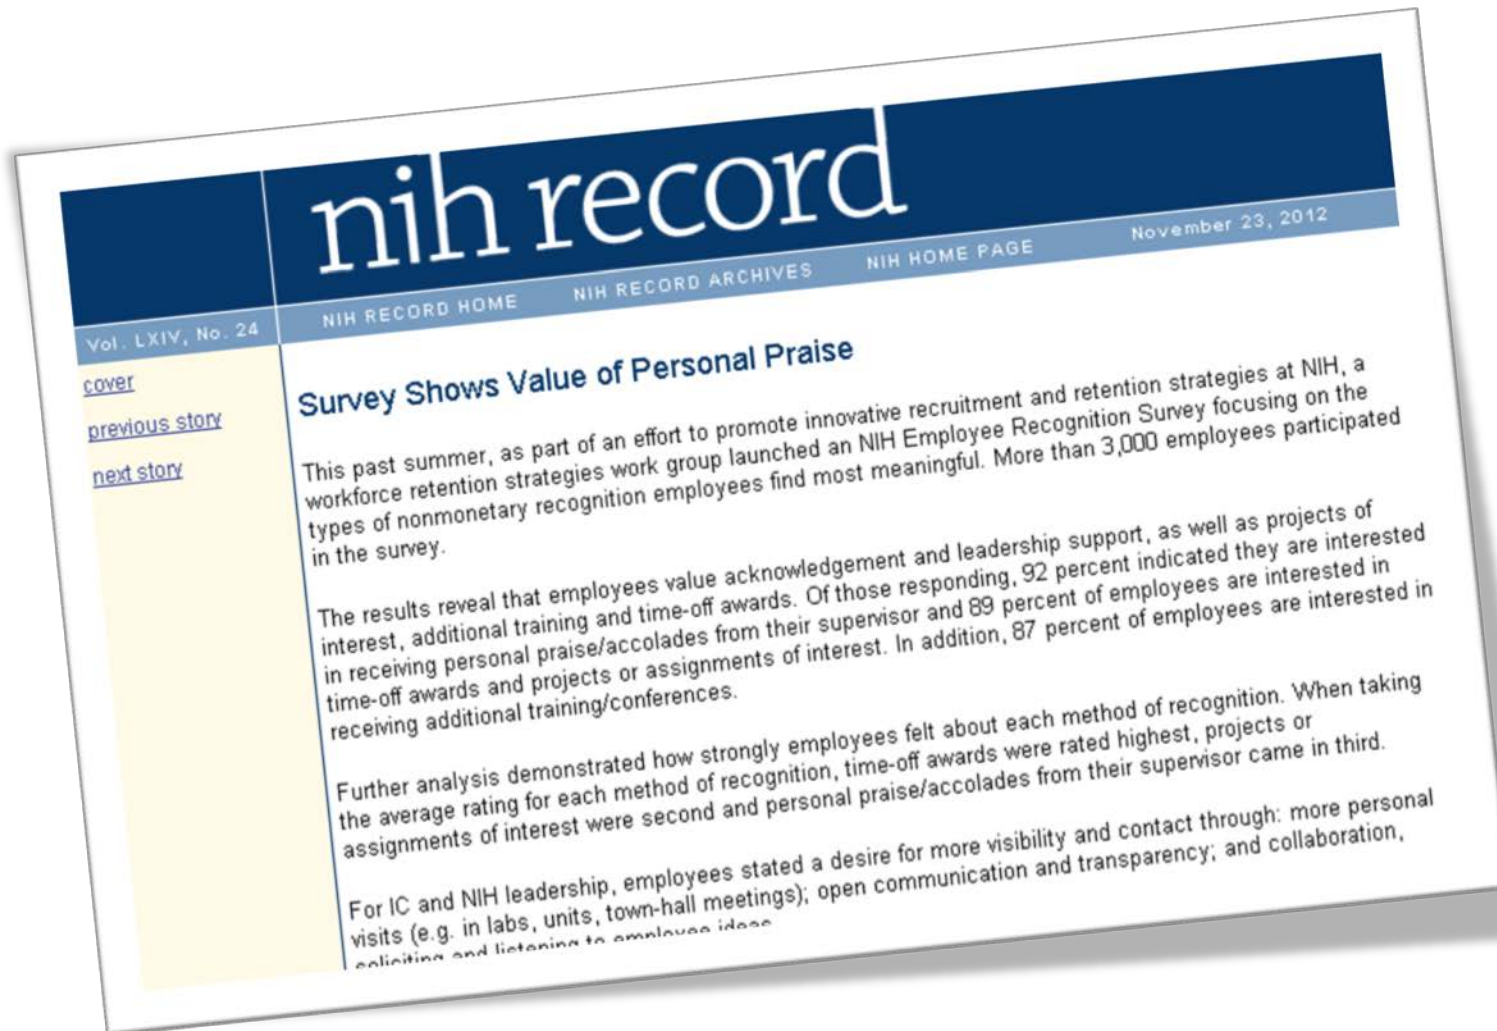 nih record
Vol. LXIV, No. 24
NIH RECORD HOME
NIH RECORD ARCHIVES
NIH HOME PAGE
November 23, 2012
cover
previous story
next story
Survey Shows Value of Personal Praise
This past summer, as part of an effort to promote innovative recruitment and retention strategies at NIH, a
workforce retention strategies work group launched an NIH Employee Recognition Survey focusing on the
types of nonmonetary recognition employees find most meaningful. More than 3,000 employees participated
in the survey.
The results reveal that employees value acknowledgement and leadership support, as well as projects of
interest, additional training and time-off awards. Of those responding, 92 percent indicated they are interested
in receiving personal praise/accolades from their supervisor and 89 percent of employees are interested in
time-off awards and projects or assignments of interest. In addition, 87 percent of employees are interested in
receiving additional training/conferences.
Further analysis demonstrated how strongly employees felt about each method of recognition. When taking
the average rating for each method of recognition, time-off awards were rated highest, projects or
assignments of interest were second and personal praise/accolades from their supervisor came in third.
For IC and NIH leadership, employees stated a desire for more visibility and contact through: more personal
visits (e.g. in labs, units, town-hall meetings); open communication and transparency; and collaboration,
soliciting and listening to employee ideas